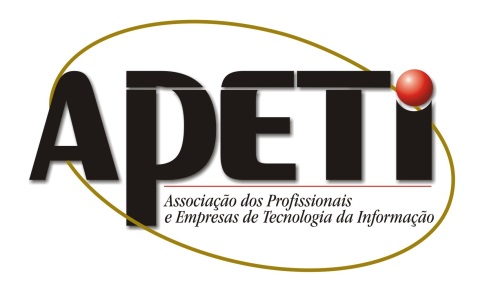 APETi
Associação dos Profissionais
e Empresas de Tecnologia da Informação